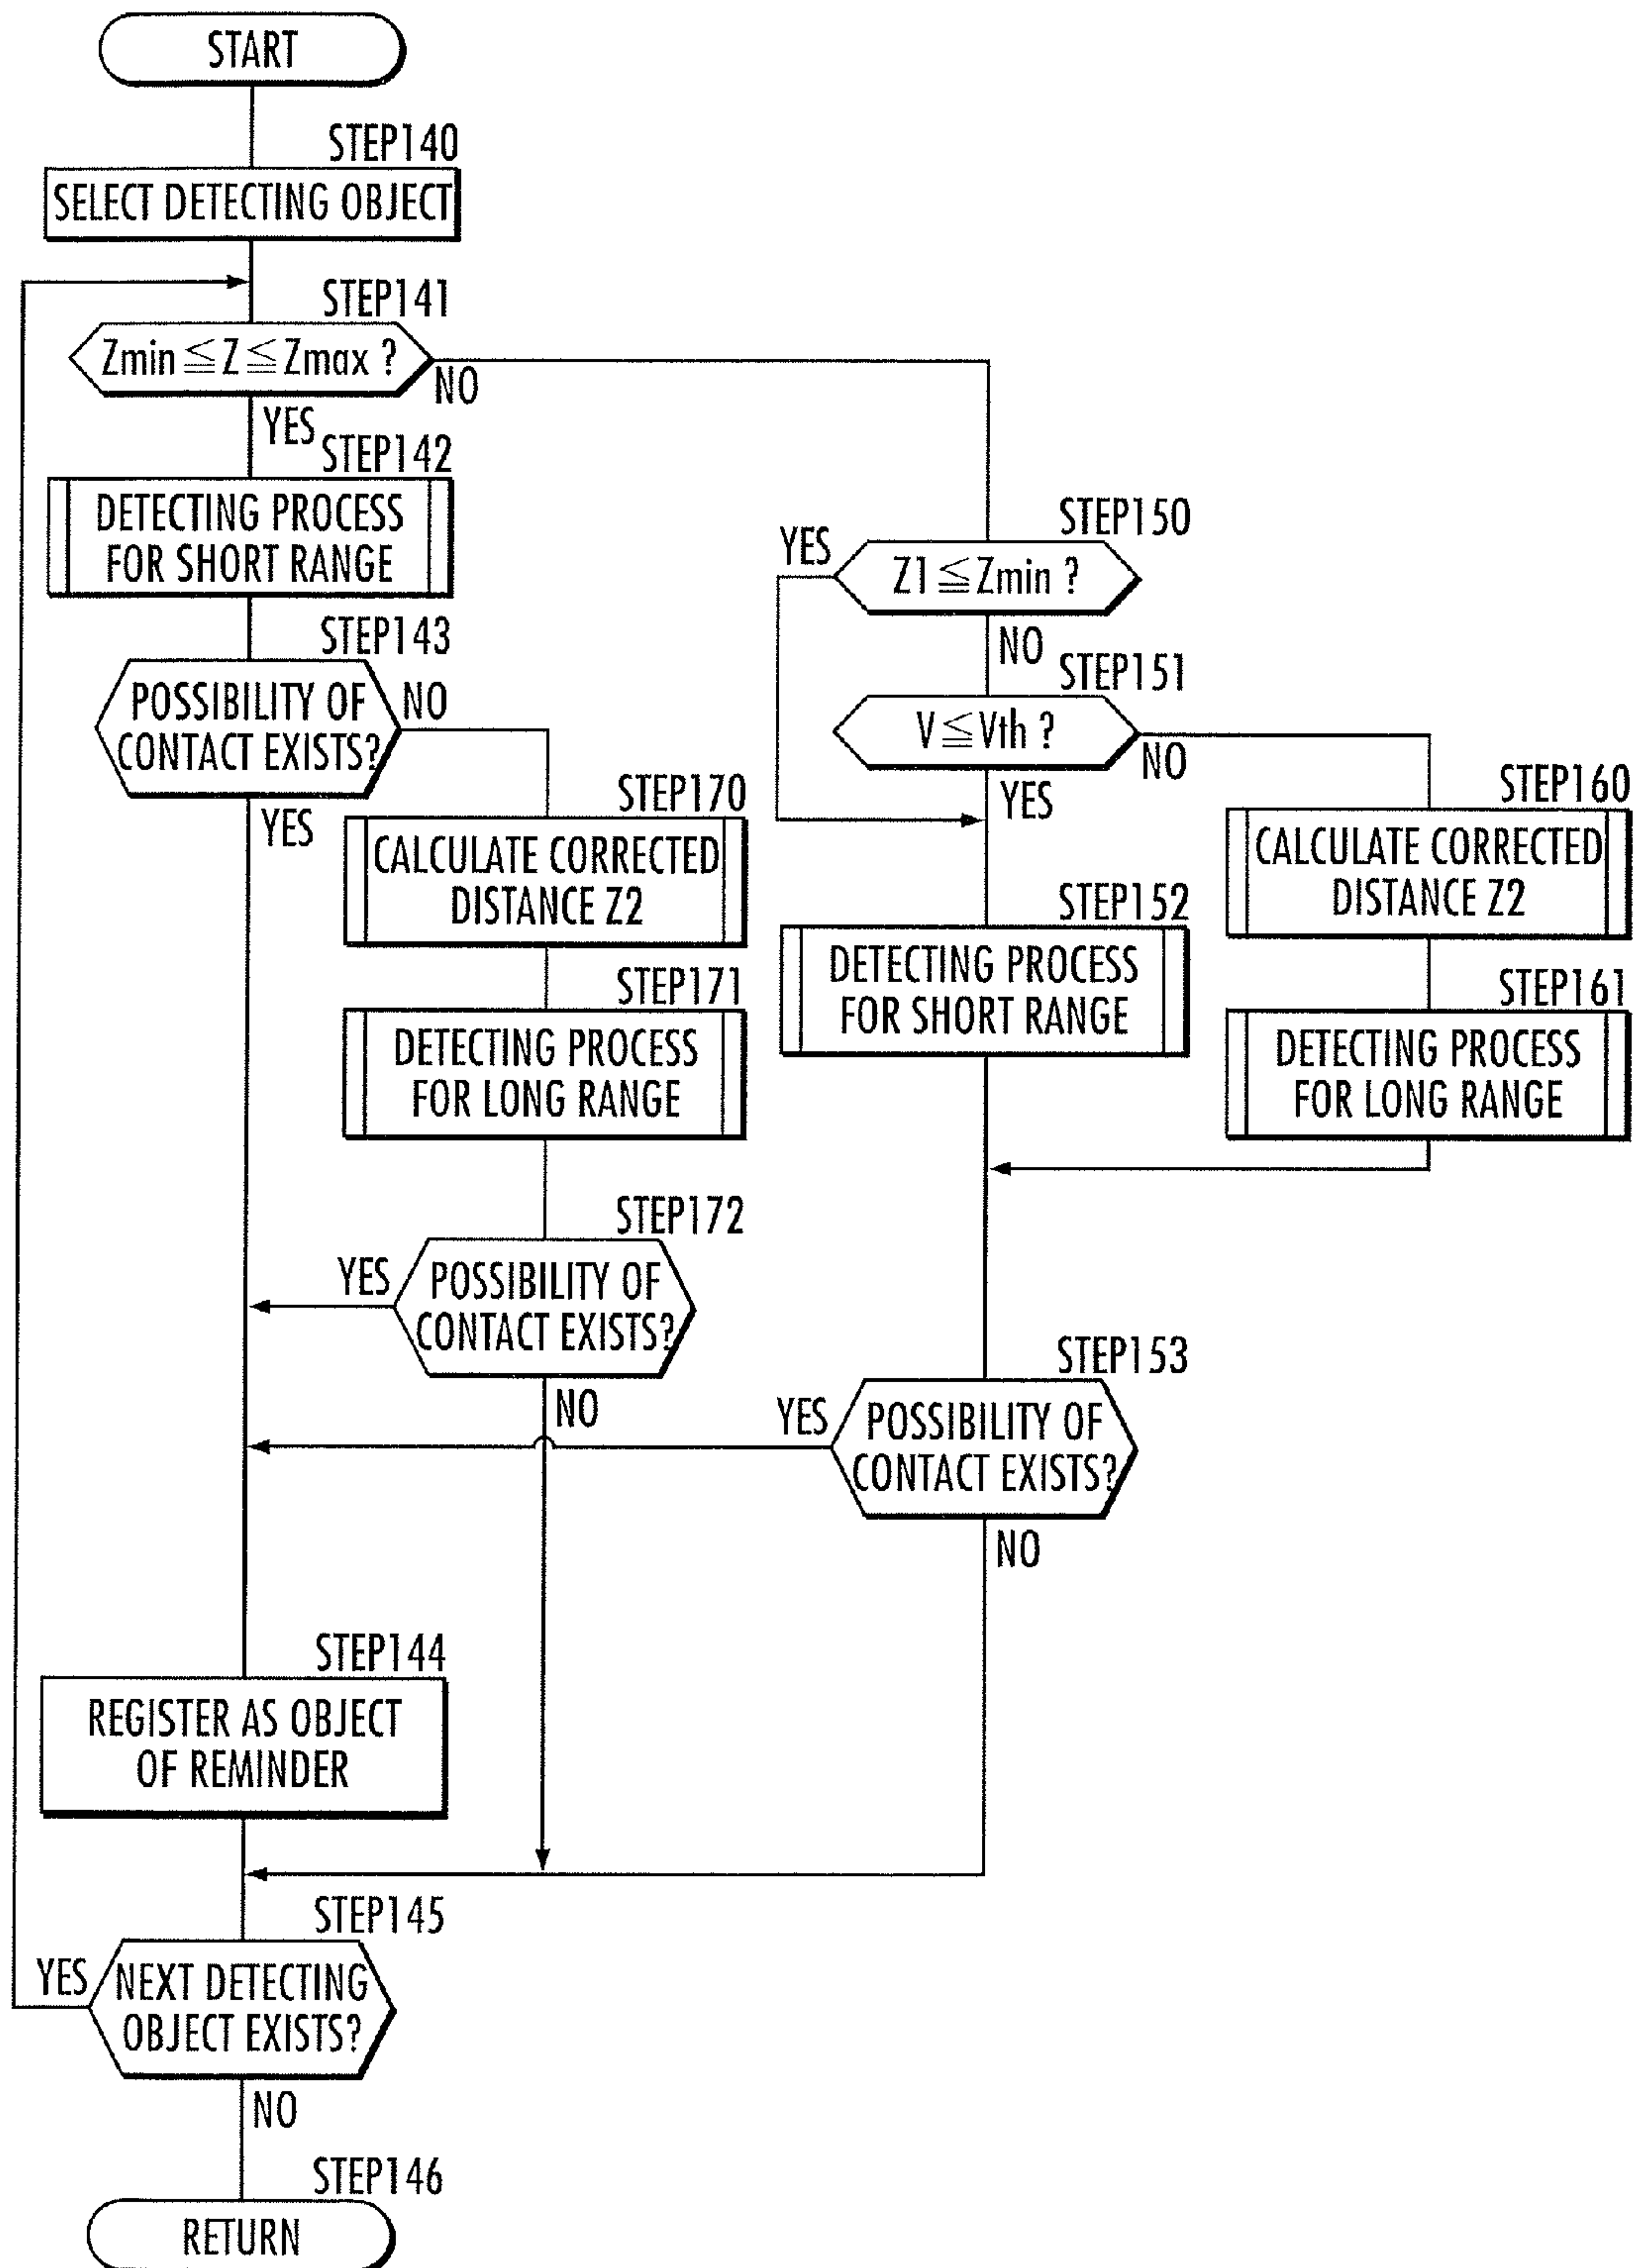 START
STEP140
SELECT DETECTING OBJECT
STEP141
Zmin ≦ Z ≦ Zmax ?
NO
YES
STEP142
DETECTING PROCESS
FOR SHORT RANGE
STEP143
POSSIBILITY OF
CONTACT EXISTS?
NO
YES
STEP170
CALCULATE CORRECTED
DISTANCE Z2
STEP171
DETECTING PROCESS
FOR LONG RANGE
STEP172
POSSIBILITY OF
CONTACT EXISTS?
YES
NO
STEP150
Z1 ≦ Zmin ?
YES
NO
STEP151
V ≦ Vth ?
NO
YES
STEP152
DETECTING PROCESS
FOR SHORT RANGE
STEP160
CALCULATE CORRECTED
DISTANCE Z2
STEP161
DETECTING PROCESS
FOR LONG RANGE
STEP153
POSSIBILITY OF
CONTACT EXISTS?
YES
NO
STEP144
REGISTER AS OBJECT
OF REMINDER
STEP145
NEXT DETECTING
OBJECT EXISTS?
YES
NO
STEP146
RETURN